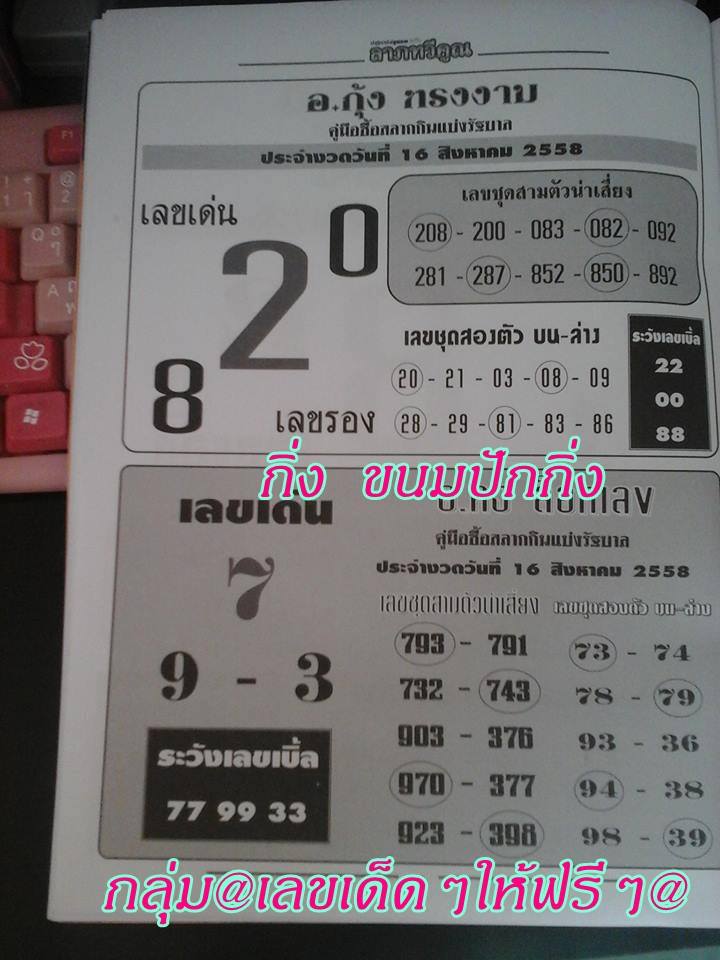 ลาภทวีคูณ
อ.กุ้ง ทรงงาม
คู่มือซื้อสลากกินแบ่งรัฐบาล
ประจำงวดวันที่ 16 สิงหาคม 2558
เลขเด่น
2 0
8
เลขรอง
เลขชุดสามตัวน่าเสี่ยง
208 - 200 - 083 - 082 - 092
281 - 287 - 852 - 850 - 892
เลขชุดสองตัว บน-ล่าง
20 - 21 - 03 - 08 - 09
28 - 29 - 81 - 83 - 86
ระวังเลขเบิ้ล
22
00
88
กิ่ง ขนมปักกิ่ง
เลขเด่น
7
9 - 3
ระวังเลขเบิ้ล
77 99 33
คู่มือซื้อสลากกินแบ่งรัฐบาล
ประจำงวดวันที่ 16 สิงหาคม 2558
เลขชุดสามตัวน่าเสี่ยง
793 - 791
732 - 743
903 - 376
970 - 377
923 - 398
เลขชุดสองตัว บน-ล่าง
73 - 74
78 - 79
93 - 36
94 - 38
98 - 39
กลุ่ม@เลขเด็ดๆให้ฟรีๆ@
F1
Q
A